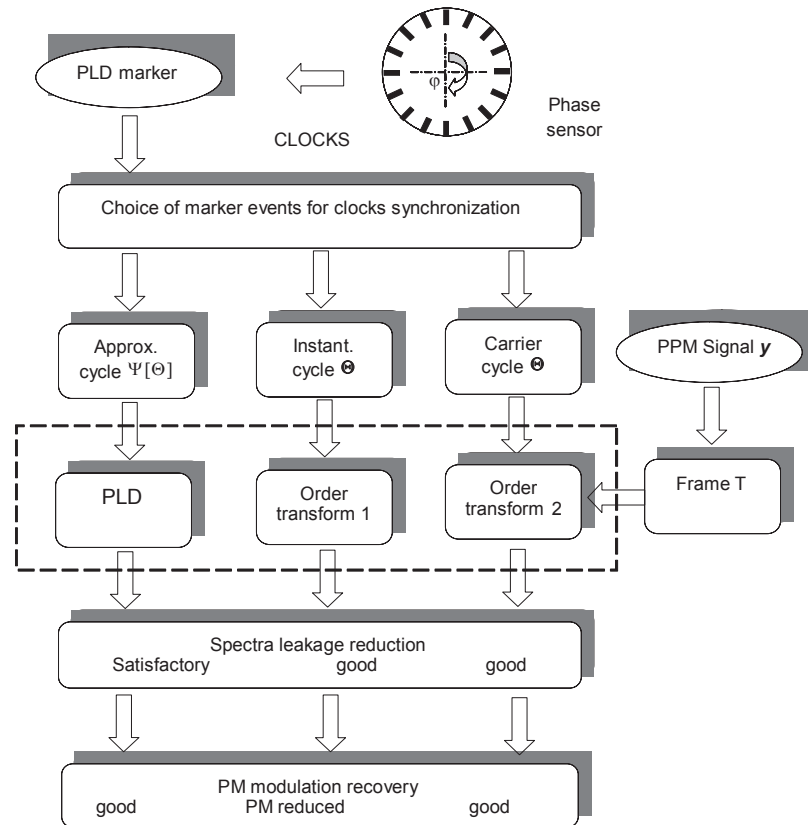 PLD marker
φ
Phase
sensor
CLOCKS
Choice of marker events for clocks synchronization
Approx.
cycle Ψ[Θ]
Instant.
cycle Θ
Carrier
cycle Θ
PPM Signal y
PLD
Order
transform 1
Order
transform 2
Frame T
Spectra leakage reduction
Satisfactory good good
PM modulation recovery
good PM reduced good